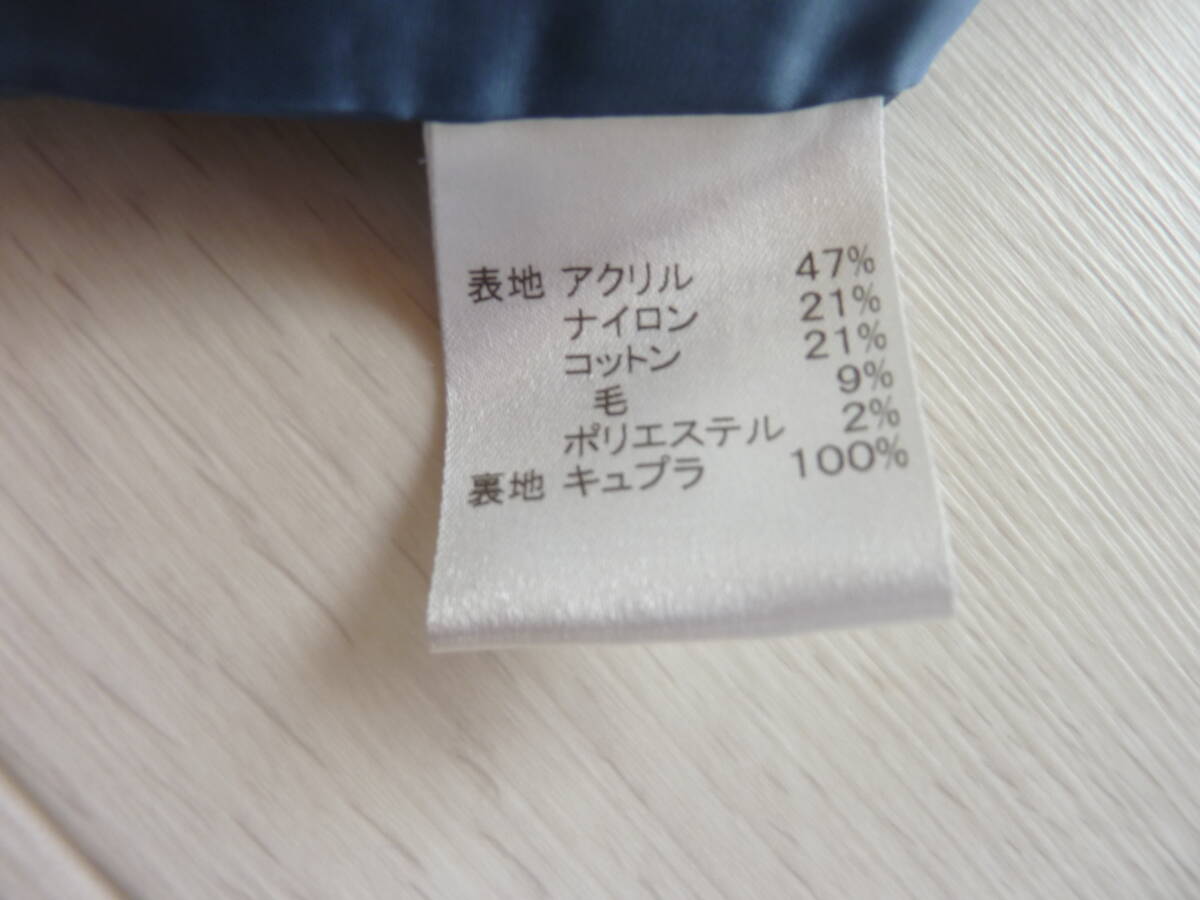 表地 アクリル 47%
ナイロン 21%
コットン 21%
毛 9%
ポリエステル 2%
裏地 キュプラ 100%